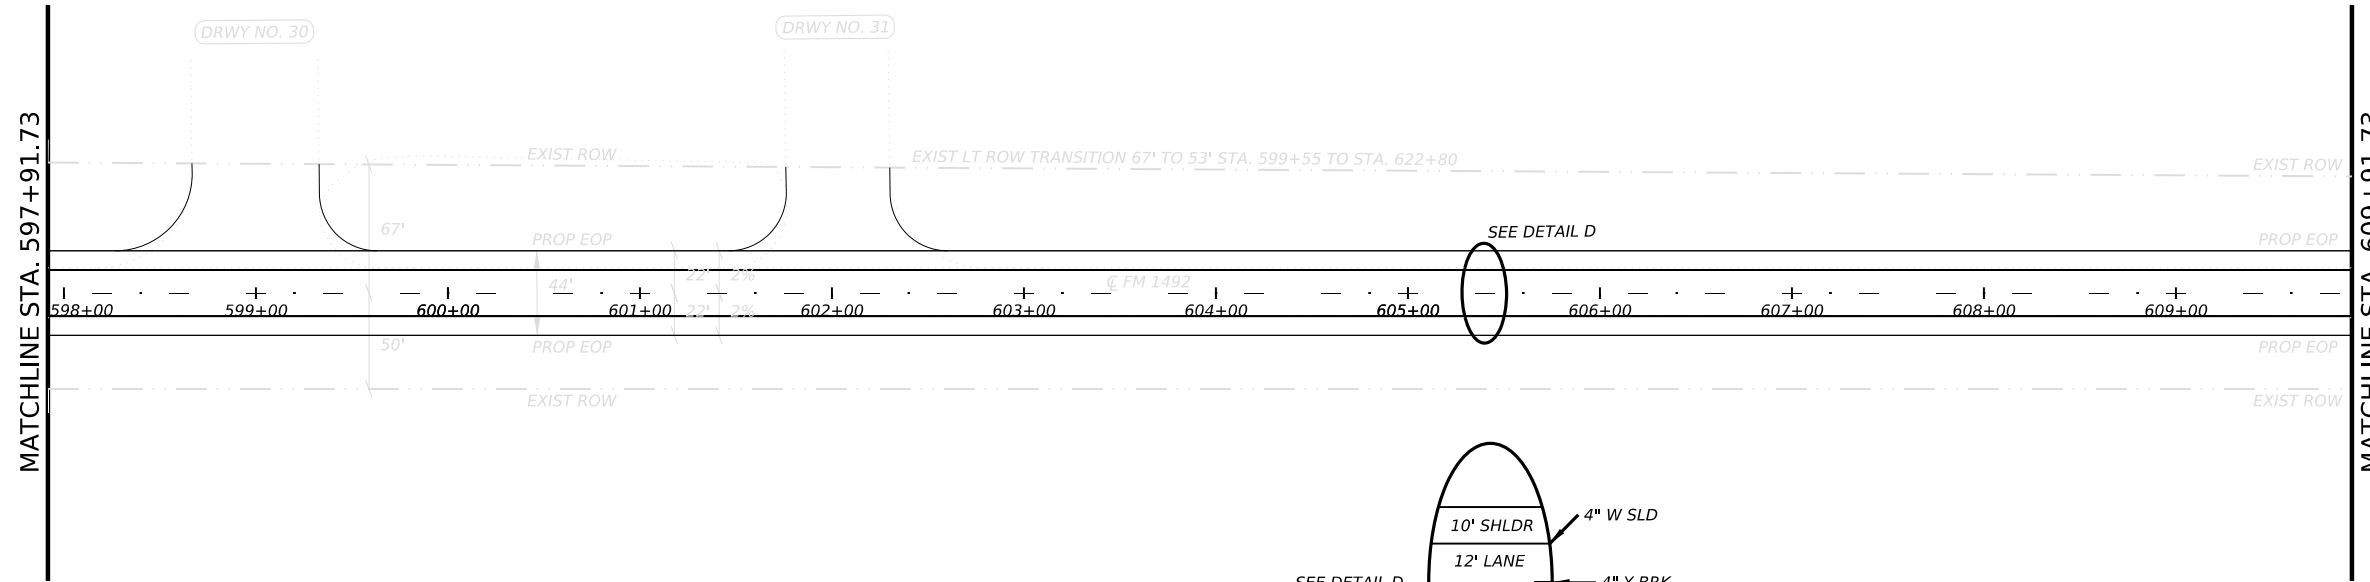 DRWY NO. 30
DRWY NO. 31
MATCHLINE STA. 597+91.73
EXIST ROW
EXIST LT ROW TRANSITION 67' TO 53' STA. 599+55 TO STA. 622+80
EXIST ROW
67'
PROP EOP
SEE DETAIL D
PROP EOP
44'
22'
2%
℄ FM 1492
598+00
599+00
600+00
601+00
22'
2%
602+00
603+00
604+00
605+00
606+00
607+00
608+00
609+00
50'
PROP EOP
PROP EOP
EXIST ROW
EXIST ROW
10' SHLDR
4" W SLD
12' LANE
SEE DETAIL D
4" Y BRK